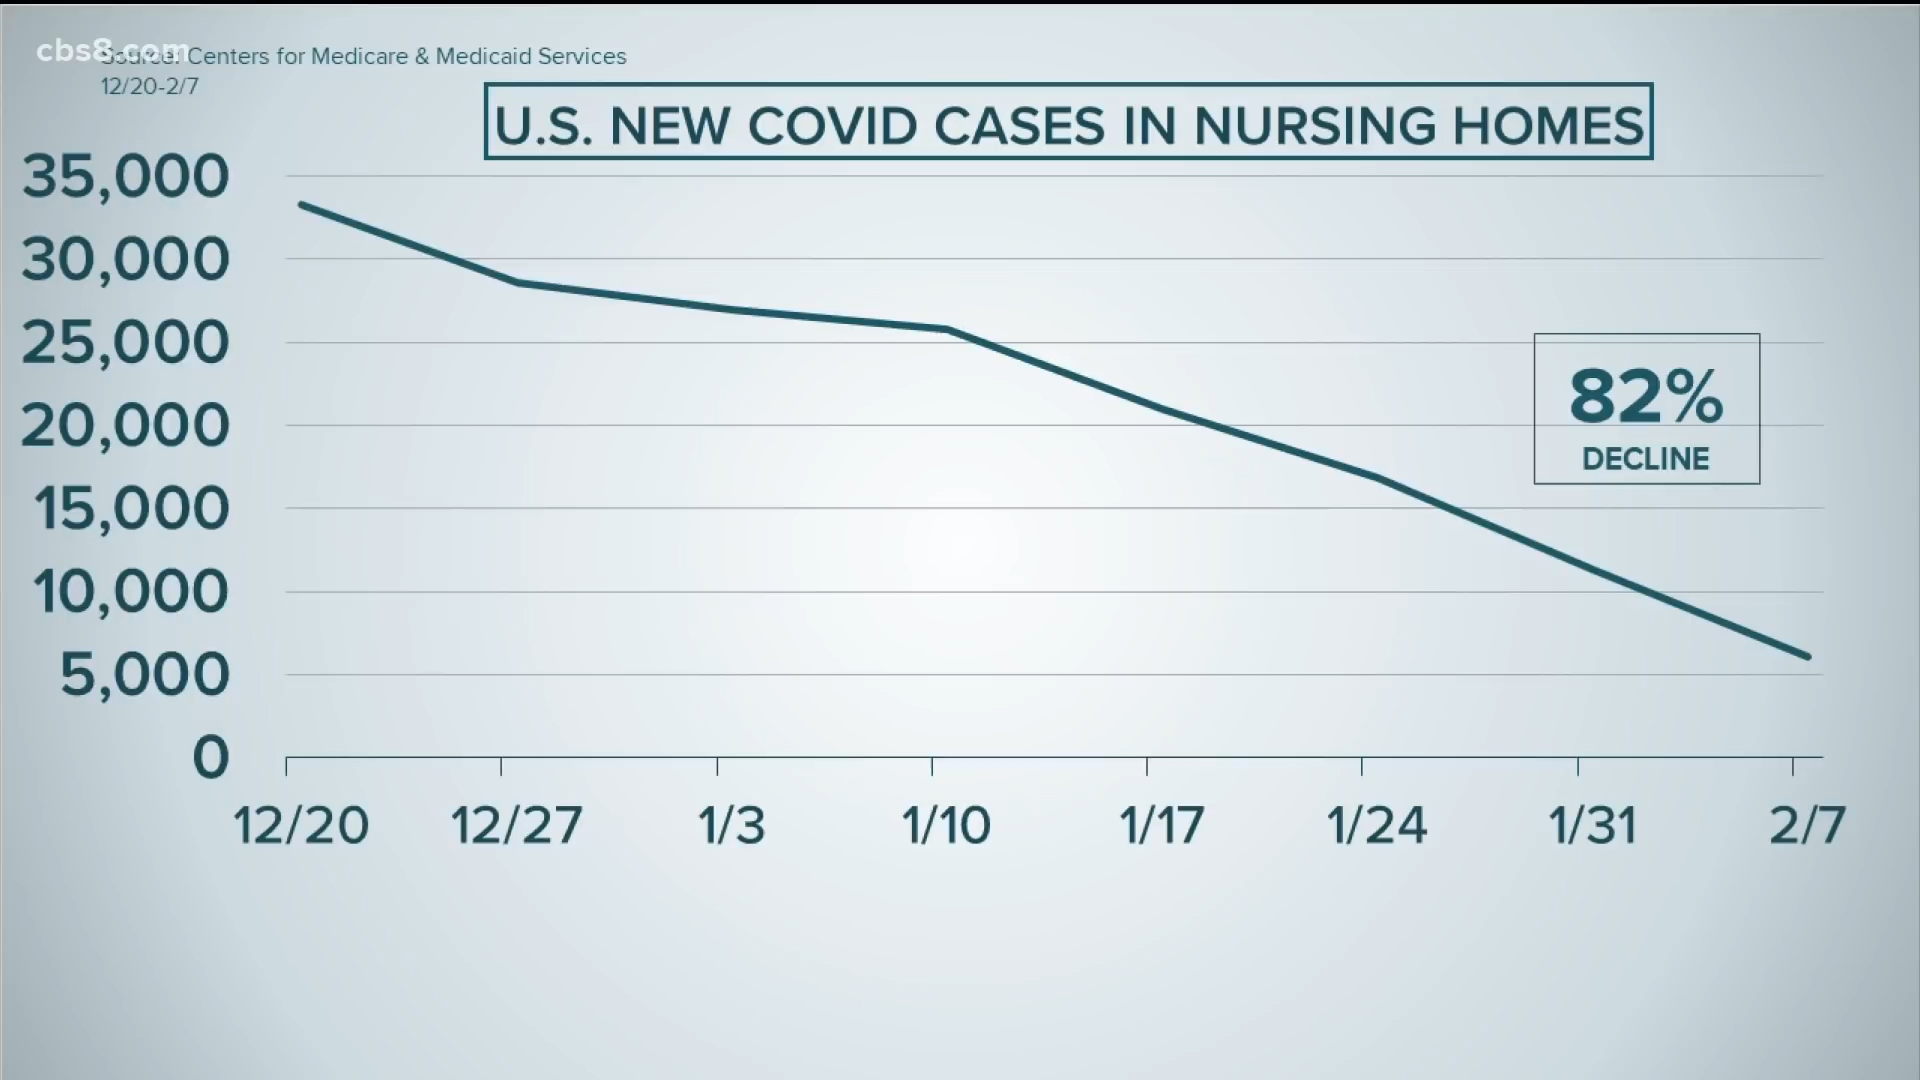 cbs8.com
Source: Centers for Medicare & Medicaid Services
12/20-2/7
U.S. NEW COVID CASES IN NURSING HOMES
35,000
30,000
25,000
20,000
15,000
10,000
5,000
0
82%
DECLINE
12/20 12/27 1/3 1/10 1/17 1/24 1/31 2/7